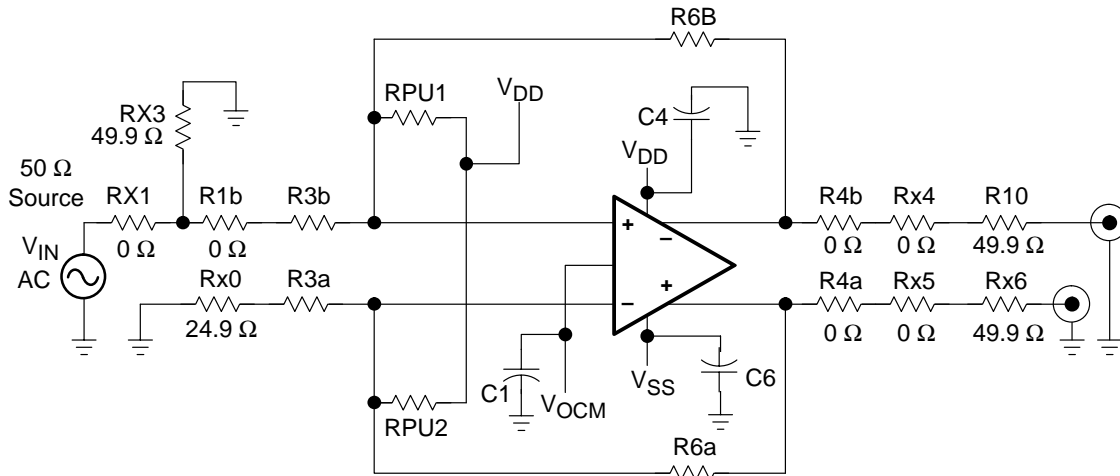 R6B
RPU1
VDD
C4
RX3
49.9 Ω
VDD
50 Ω
Source
RX1
R1b
R3b
R4b
Rx4
R10
0 Ω
0 Ω
+
−
0 Ω
0 Ω
49.9 Ω
VIN
AC
Rx0
R3a
−
+
R4a
Rx5
Rx6
24.9 Ω
0 Ω
0 Ω
49.9 Ω
C1
VSS
C6
VOCM
RPU2
R6a